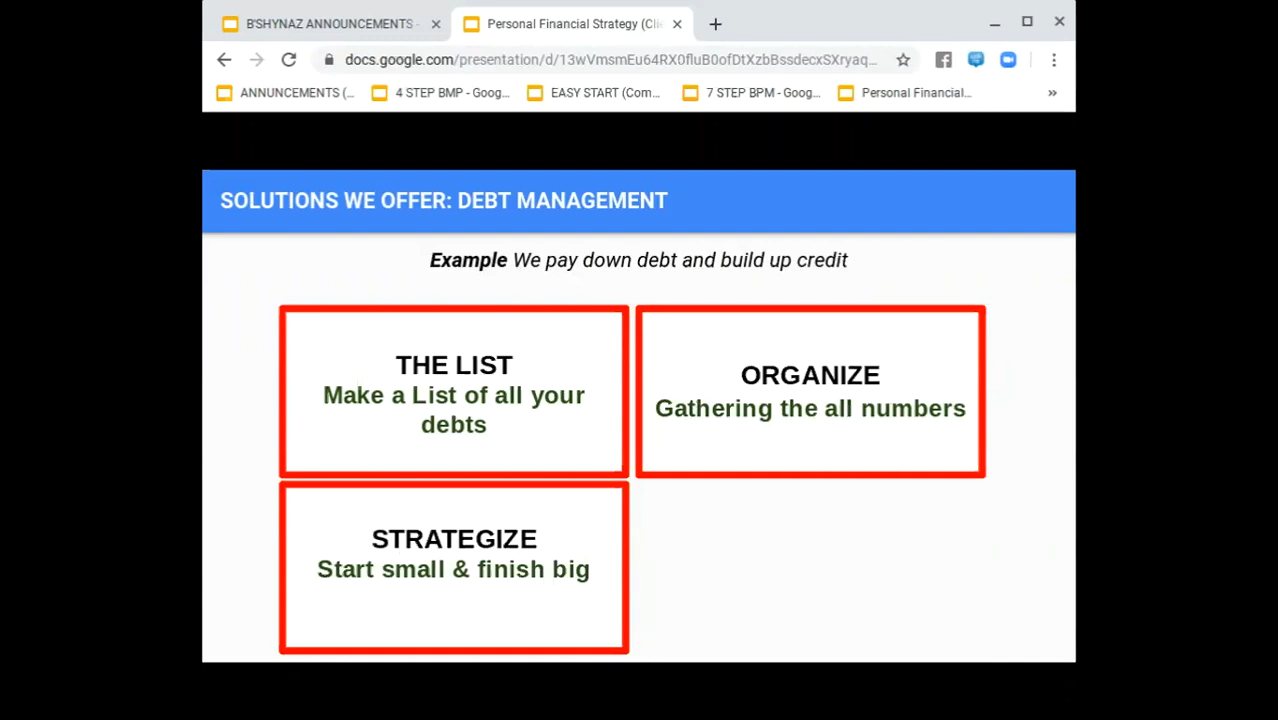 B'SHYNAZ ANNOUNCEMENTS -
Personal Financial Strategy (Clie
docs.google.com/presentation/d/13wVmsmEu64RX0fluB0ofDtXzbBssdecxSXryaq...
ANNUNCEMENTS (...
4 STEP BMP - Goog...
EASY START (Com...
7 STEP BPM - Goog...
Personal Financial...
SOLUTIONS WE OFFER: DEBT MANAGEMENT
Example We pay down debt and build up credit
THE LIST
Make a List of all your
debts
ORGANIZE
Gathering the all numbers
STRATEGIZE
Start small & finish big